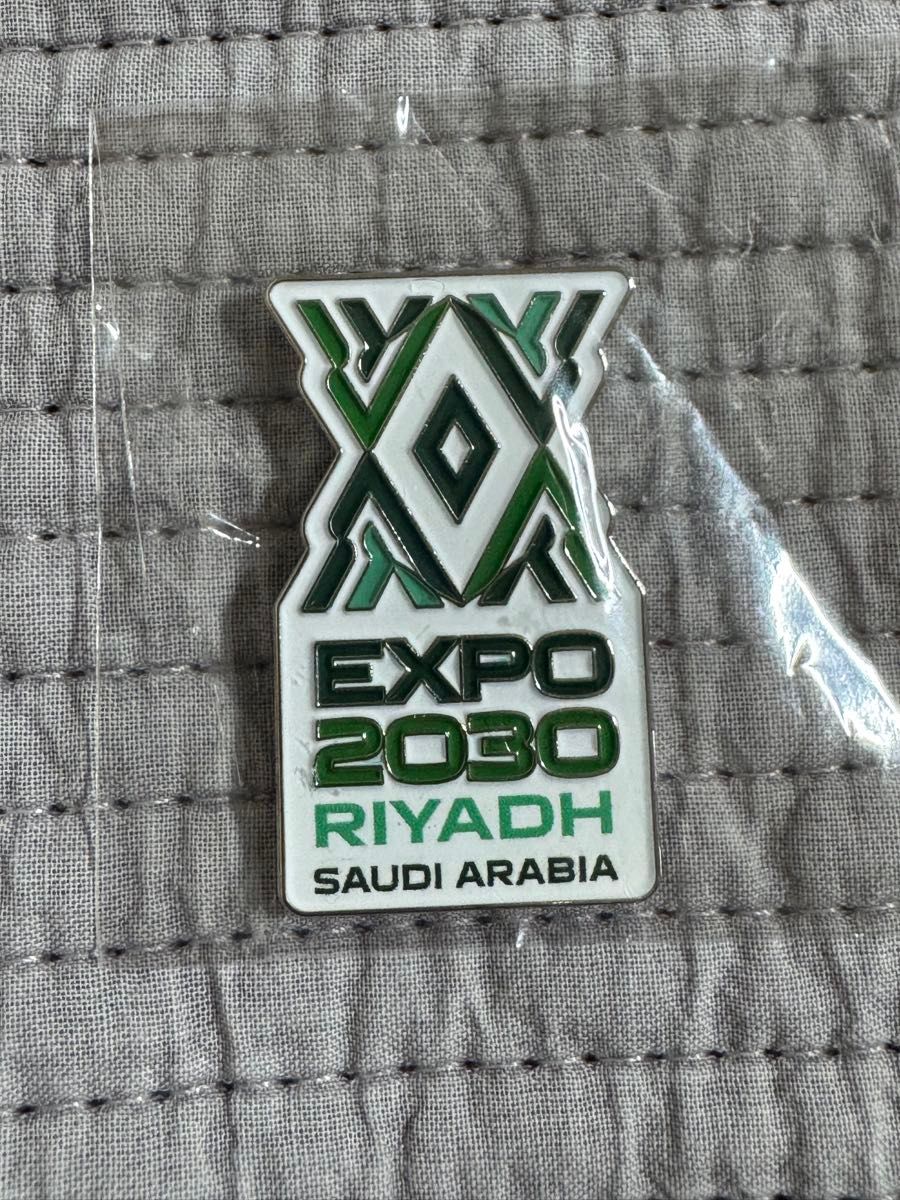 EXPO
2030
RIYADH
SAUDI ARABIA